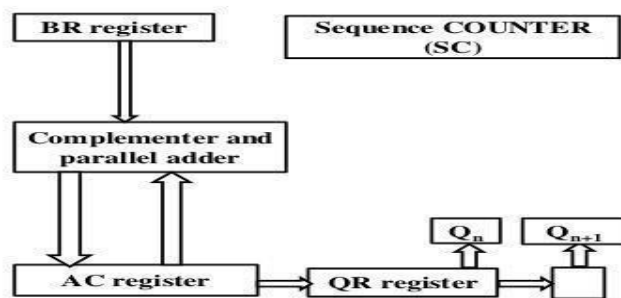 BR register
Sequence COUNTER
(SC)
Complementer and
parallel adder
Qn
Qn+1
AC register
QR register